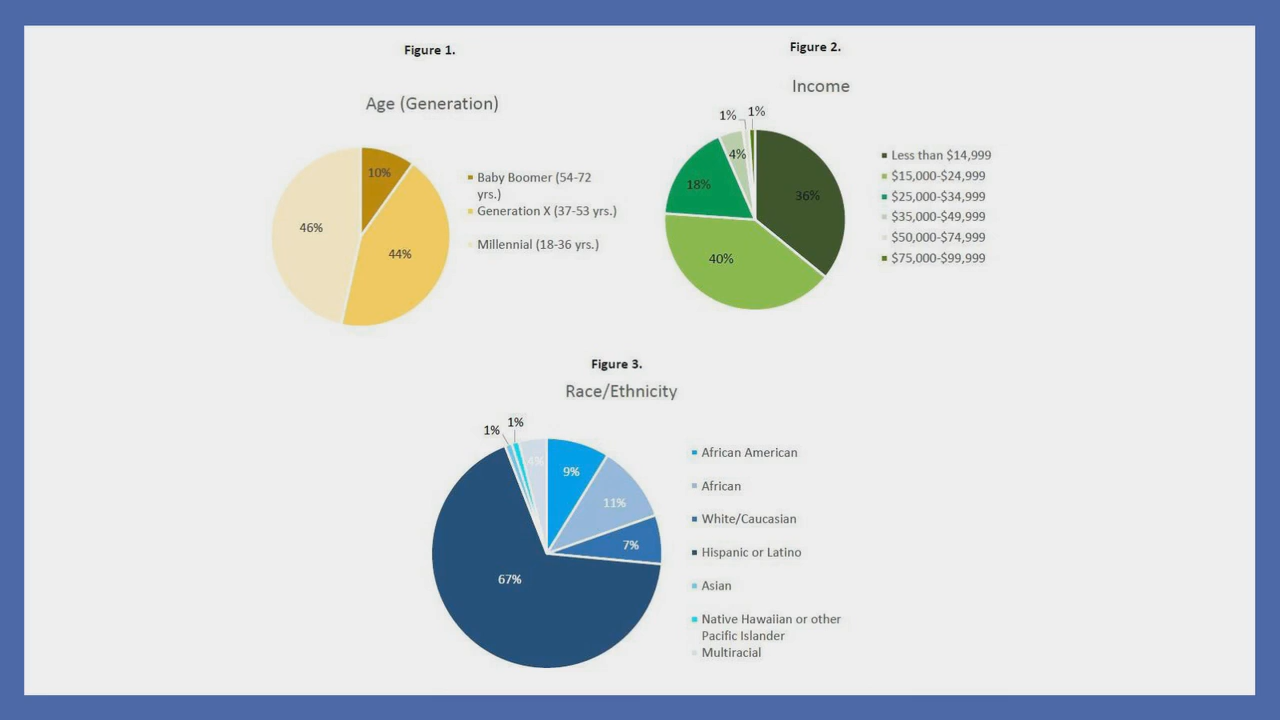 Figure 1.
Age (Generation)
10%
46%
44%
Baby Boomer (54-72
yrs.)
Generation X (37-53 yrs.)
Millennial (18-36 yrs.)
Figure 2.
Income
1%
1%
4%
18%
36%
40%
Less than $14,999
$15,000-$24,999
$25,000-$34,999
$35,000-$49,999
$50,000-$74,999
$75,000-$99,999
Figure 3.
Race/Ethnicity
1%
1%
4%
9%
11%
7%
67%
African American
African
White/Caucasian
Hispanic or Latino
Asian
Native Hawaiian or other
Pacific Islander
Multiracial